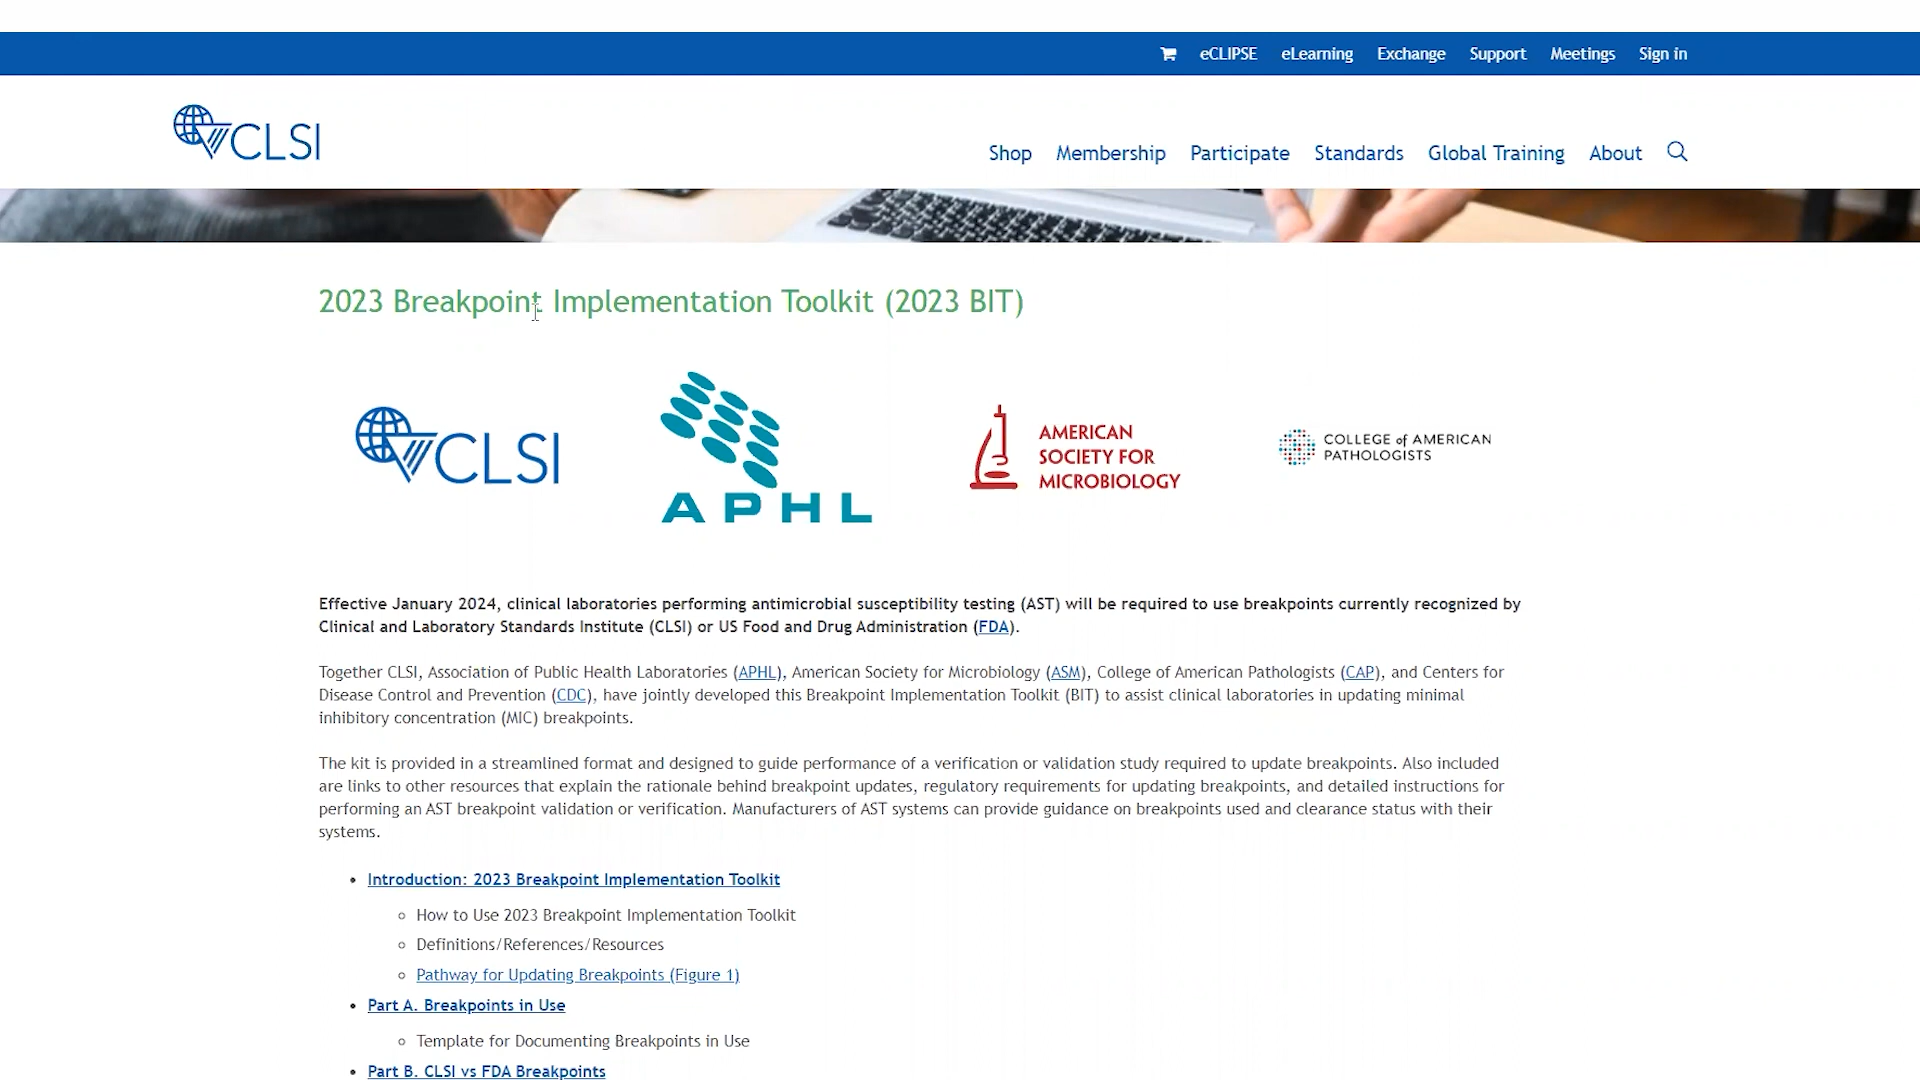 eCLIPSE eLearning Exchange Support Meetings Sign in
CLSI
Shop Membership Participate Standards Global Training About
2023 Breakpoint Implementation Toolkit (2023 BIT)
CLSI
APHL
AMERICAN
SOCIETY FOR
MICROBIOLOGY
COLLEGE of AMERICAN
PATHOLOGISTS
Effective January 2024, clinical laboratories performing antimicrobial susceptibility testing (AST) will be required to use breakpoints currently recognized by
Clinical and Laboratory Standards Institute (CLSI) or US Food and Drug Administration (FDA).
Together CLSI, Association of Public Health Laboratories (APHL), American Society for Microbiology (ASM), College of American Pathologists (CAP), and Centers for
Disease Control and Prevention (CDC), have jointly developed this Breakpoint Implementation Toolkit (BIT) to assist clinical laboratories in updating minimal
inhibitory concentration (MIC) breakpoints.
The kit is provided in a streamlined format and designed to guide performance of a verification or validation study required to update breakpoints. Also included
are links to other resources that explain the rationale behind breakpoint updates, regulatory requirements for updating breakpoints, and detailed instructions for
performing an AST breakpoint validation or verification. Manufacturers of AST systems can provide guidance on breakpoints used and clearance status with their
systems.
• Introduction: 2023 Breakpoint Implementation Toolkit
◦ How to Use 2023 Breakpoint Implementation Toolkit
◦ Definitions/References/Resources
◦ Pathway for Updating Breakpoints (Figure 1)
• Part A. Breakpoints in Use
◦ Template for Documenting Breakpoints in Use
• Part B. CLSI vs FDA Breakpoints